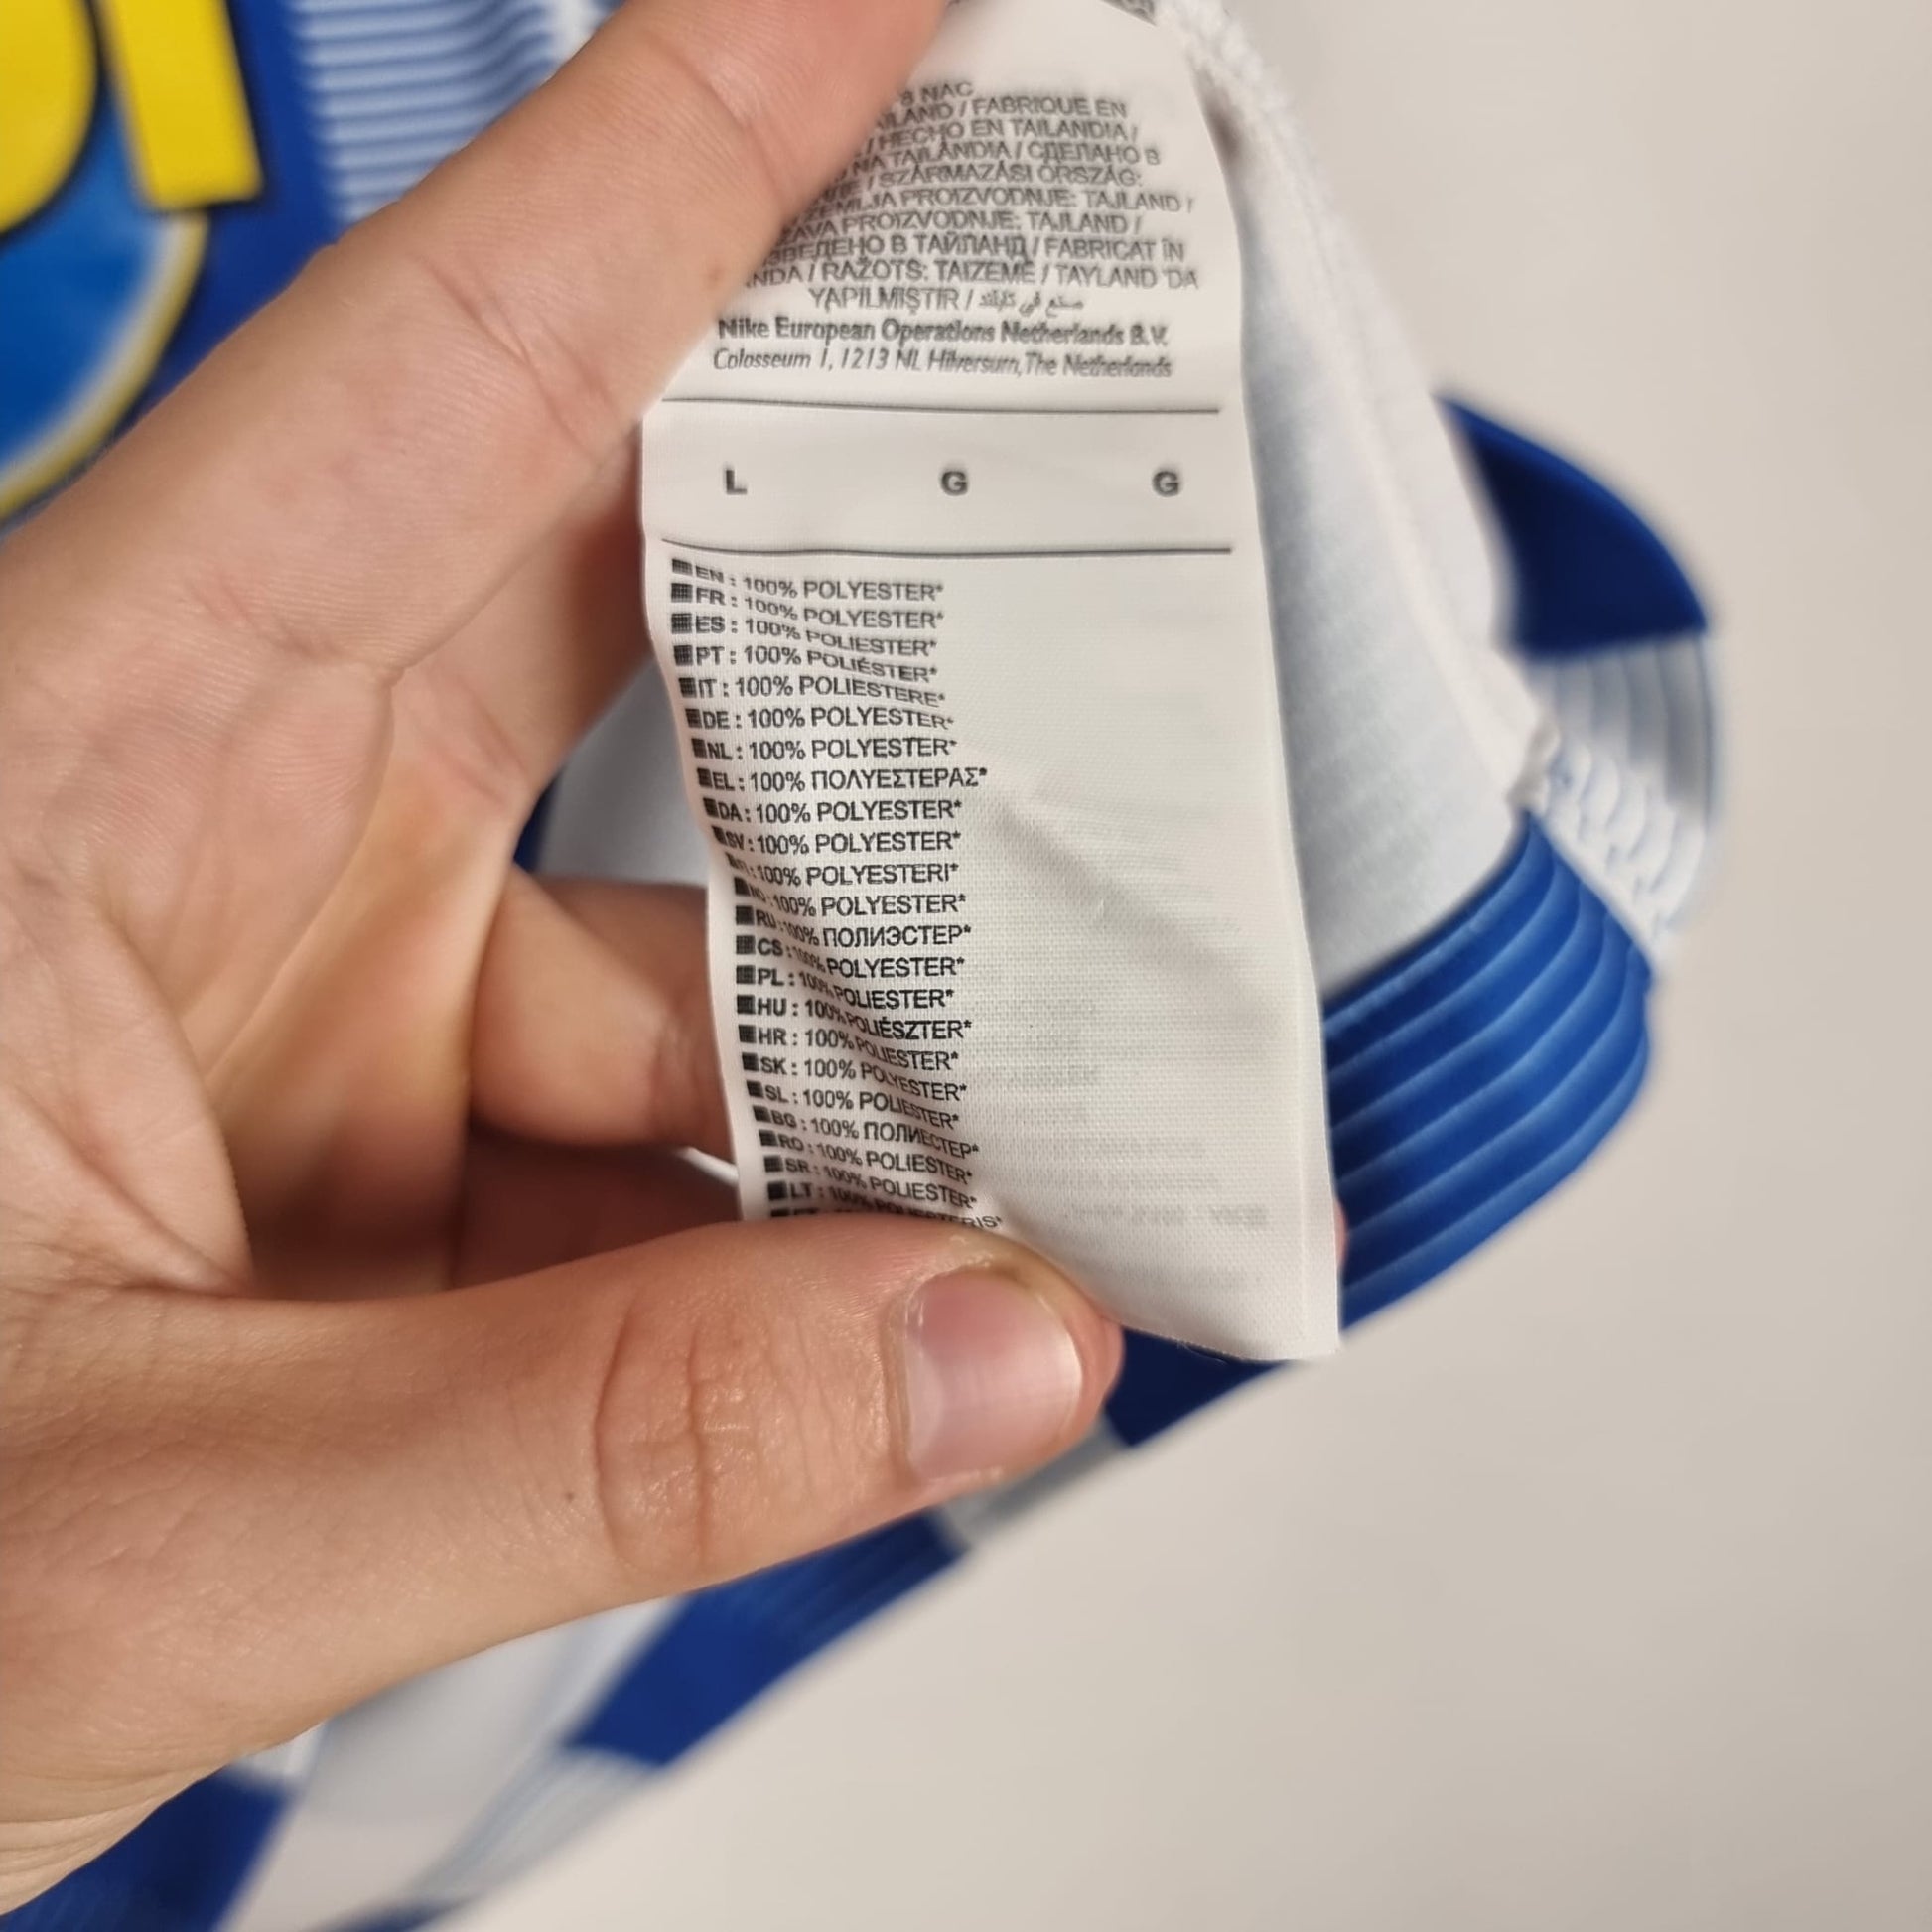 NAC
/ FABRIQUE EN
/ HECHO EN TAILANDIA /
NA TAILÂNDIA / СДЕЛАНО В
/ SZÁRMAZÁSI ORSZÁG:
PROIZVODNJE: TAJLAND /
PROIZVODNJE: TAJLAND /
В ТАЙЛАНД / FABRICAT ÎN
/ RAŽOTS: TAIZEMĒ / TAYLAND 'DA
YAPILMIŞTIR / صنع في تايلاند
Nike European Operations Netherlands B.V.
Colosseum 1, 1213 NL Hilversum, The Netherlands
L G G
EN : 100% POLYESTER*
FR : 100% POLYESTER*
ES : 100% POLIESTER*
PT : 100% POLIÉSTER*
IT : 100% POLIESTERE*
DE : 100% POLYESTER*
NL : 100% POLYESTER*
EL : 100% ΠΟΛΥΕΣΤΕΡΑΣ*
DA : 100% POLYESTER*
SV : 100% POLYESTER*
: 100% POLYESTERI*
: 100% POLYESTER*
RU : 100% ПОЛИЭСТЕР*
CS : 100% POLYESTER*
PL : 100% POLIESTER*
HU : 100% POLIÉSZTER*
HR : 100% POLIESTER*
SK : 100% POLYESTER*
SL : 100% POLIESTER*
BG : 100% ПОЛИЕСТЕР*
RO : 100% POLIESTER*
SR : 100% POLIESTER*
LT : 100% POLIESTERIS*